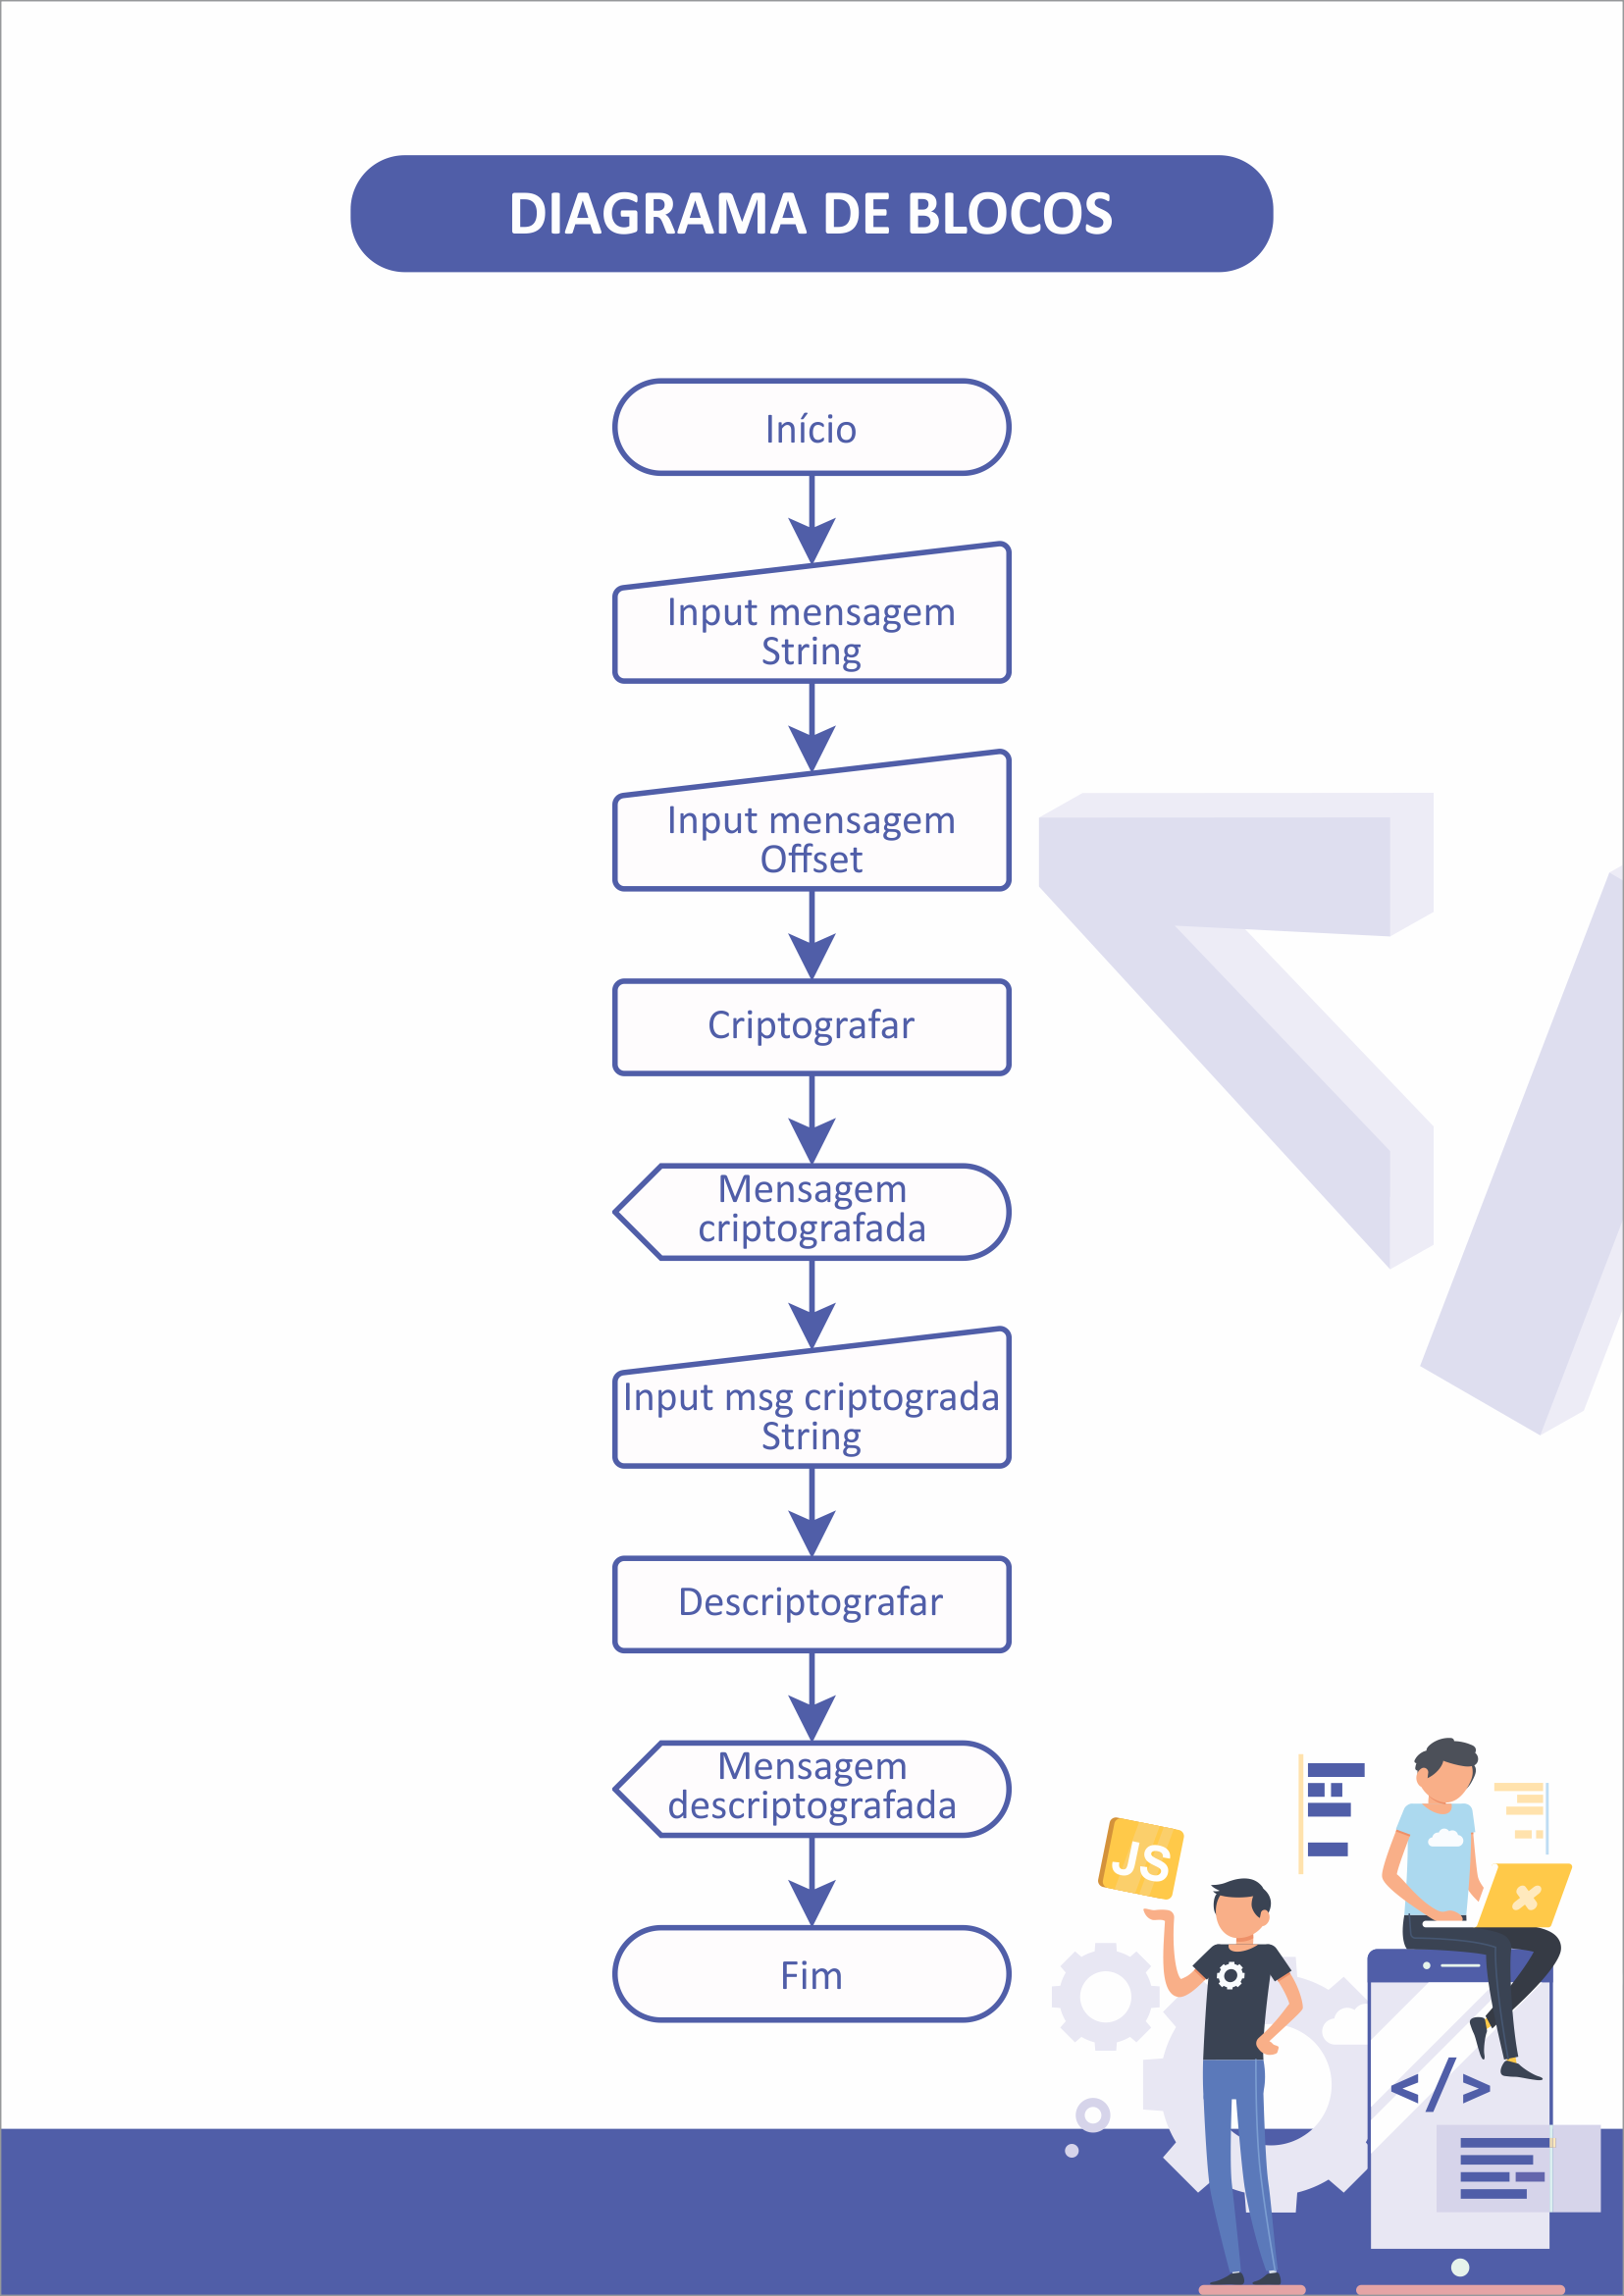 DIAGRAMA DE BLOCOS
Início
Input mensagem
String
Input mensagem
Offset
Criptografar
Mensagem
criptografada
Input msg criptograda
String
Descriptografar
Mensagem
descriptografada
Fim
JS
</>